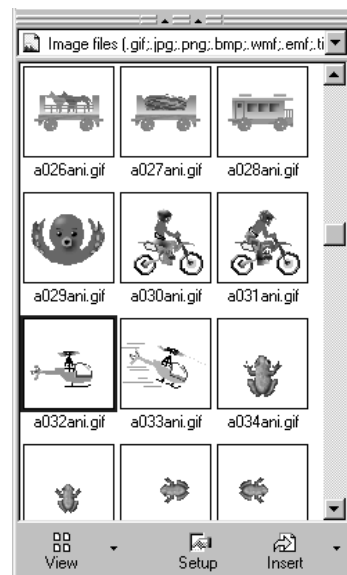 Image files (.gif;.jpg;.png;.bmp;.wmf;.emf;.ti
a026ani.gif a027ani.gif a028ani.gif
a029ani.gif a030ani.gif a031ani.gif
a032ani.gif a033ani.gif a034ani.gif
View Setup Insert